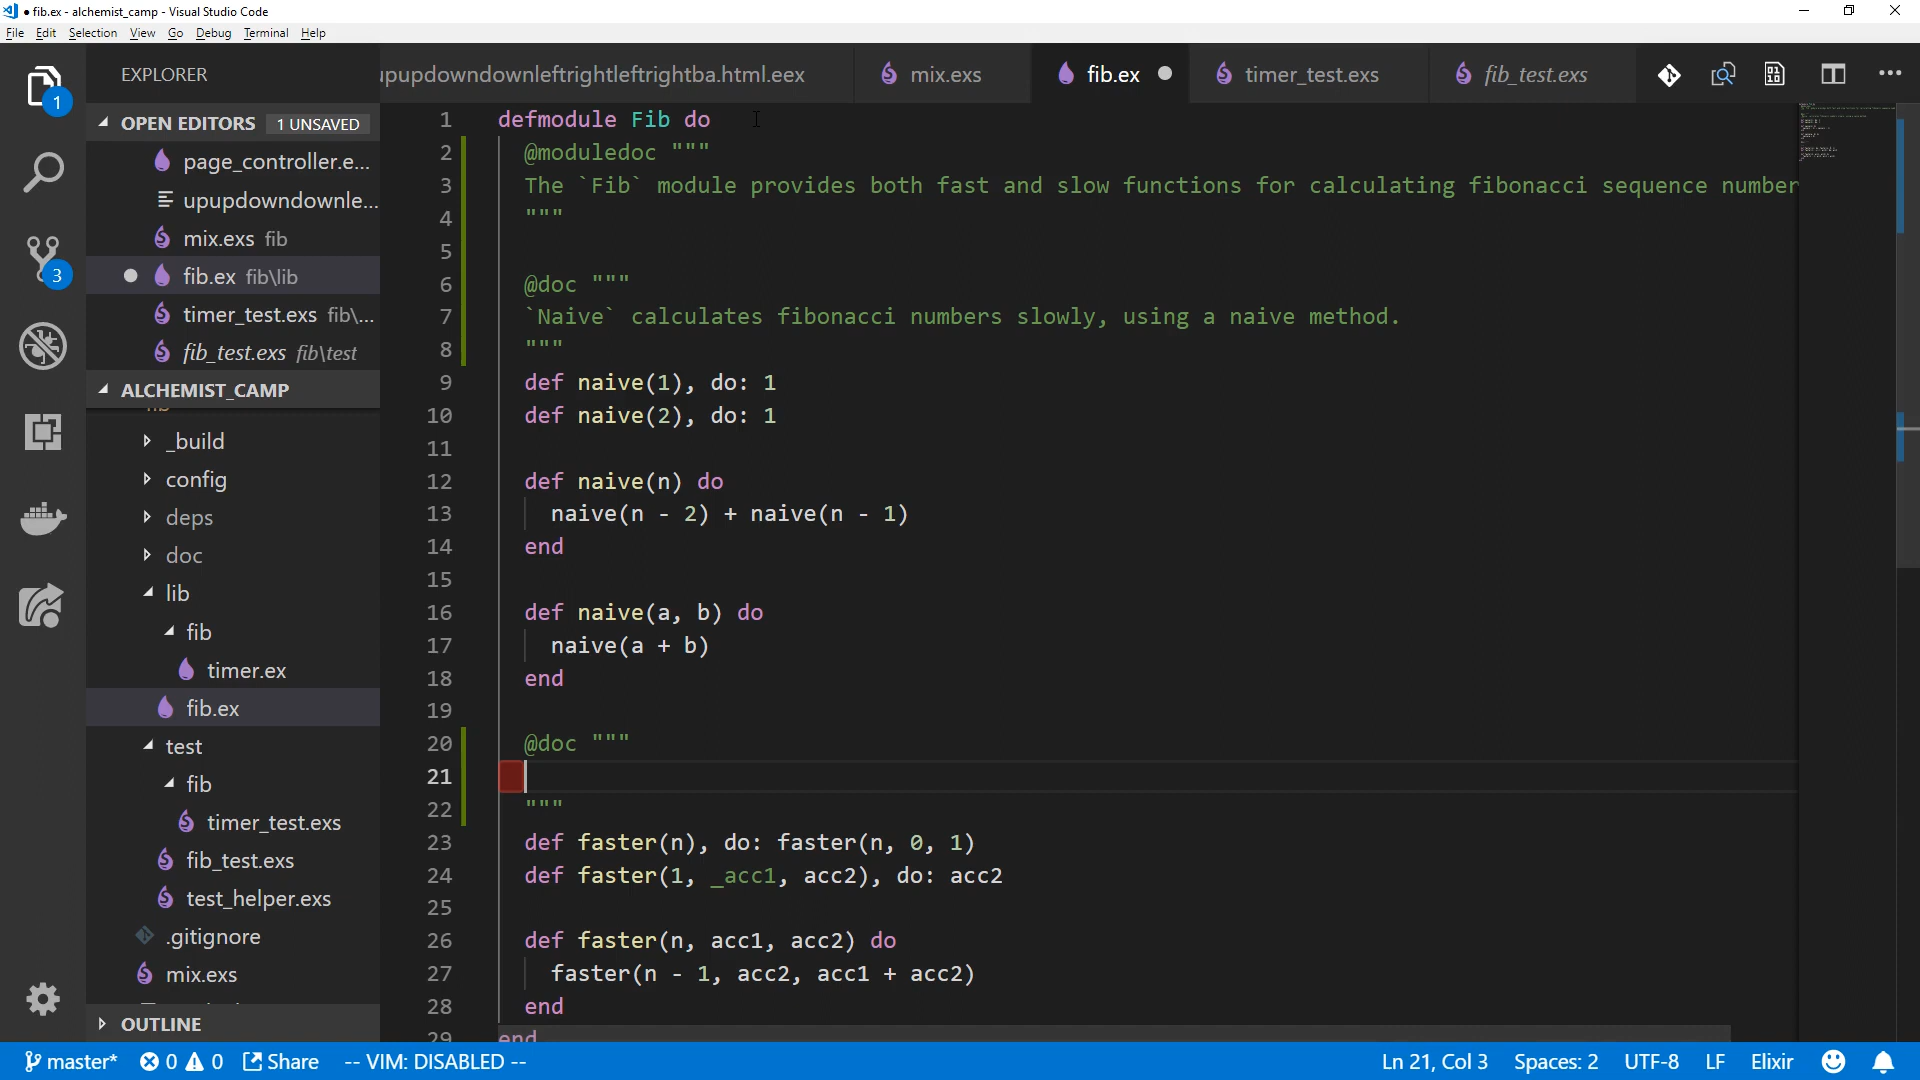 ● fib.ex - alchemist_camp - Visual Studio Code
File Edit Selection View Go Debug Terminal Help
EXPLORER
upupdowndownleftrightleftrightba.html.eex mix.exs fib.ex timer_test.exs fib_test.exs
OPEN EDITORS 1 UNSAVED
page_controller.e...
upupdowndownle...
mix.exs fib
fib.ex fib\lib
timer_test.exs fib\...
fib_test.exs fib\test
ALCHEMIST_CAMP
_build
config
deps
doc
lib
fib
timer.ex
fib.ex
test
fib
timer_test.exs
fib_test.exs
test_helper.exs
.gitignore
mix.exs
OUTLINE
1 defmodule Fib do
2 @moduledoc """
3 The `Fib` module provides both fast and slow functions for calculating fibonacci sequence number
4 """
5
6 @doc """
7 `Naive` calculates fibonacci numbers slowly, using a naive method.
8 """
9 def naive(1), do: 1
10 def naive(2), do: 1
11
12 def naive(n) do
13 naive(n - 2) + naive(n - 1)
14 end
15
16 def naive(a, b) do
17 naive(a + b)
18 end
19
20 @doc """
21
22 """
23 def faster(n), do: faster(n, 0, 1)
24 def faster(1, _acc1, acc2), do: acc2
25
26 def faster(n, acc1, acc2) do
27 faster(n - 1, acc2, acc1 + acc2)
28 end
29 end
1
3
master* 0 0 Share -- VIM: DISABLED -- Ln 21, Col 3 Spaces: 2 UTF-8 LF Elixir